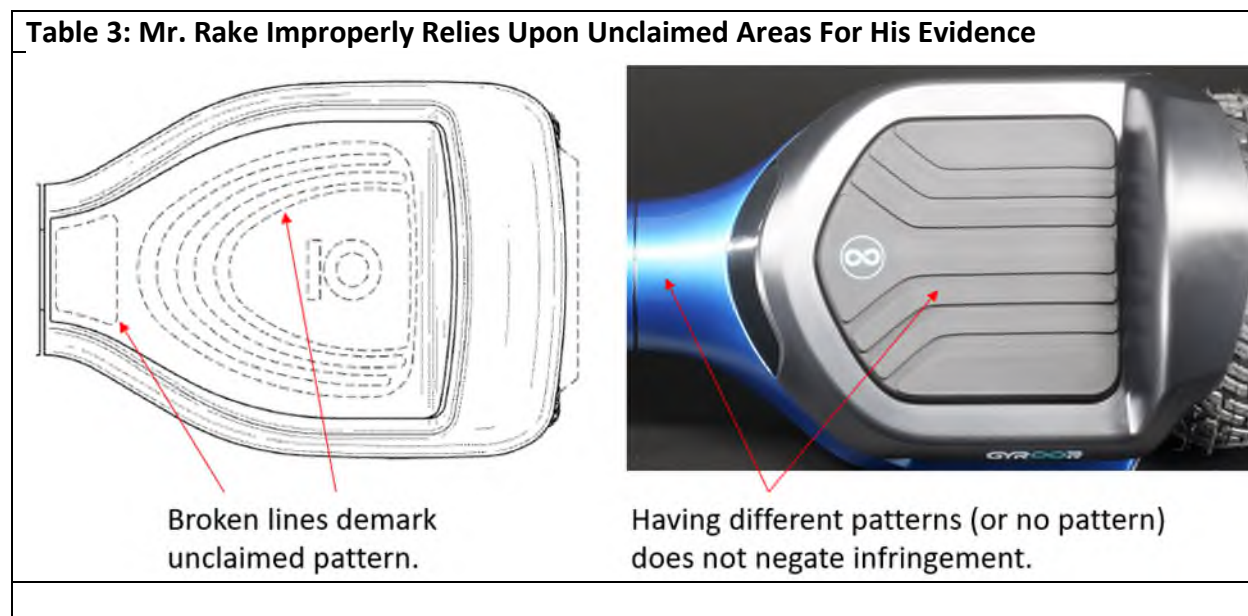 Table 3: Mr. Rake Improperly Relies Upon Unclaimed Areas For His Evidence
GYROOR
Broken lines demark
unclaimed pattern.
Having different patterns (or no pattern)
does not negate infringement.